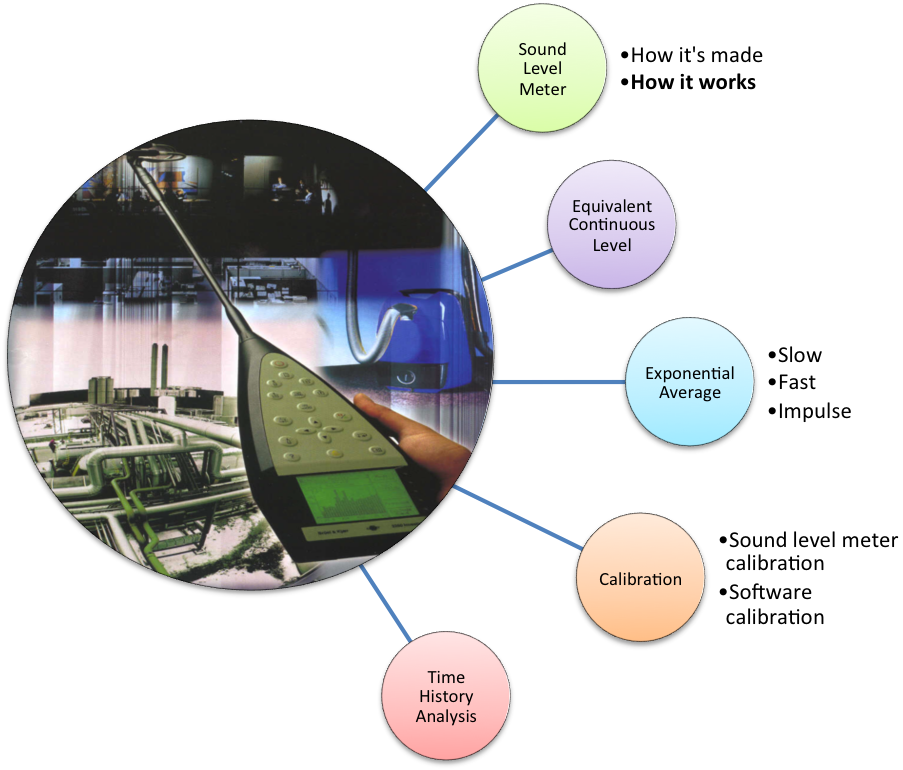 Sound
Level
Meter
•How it's made
•How it works
Equivalent
Continuous
Level
Exponential
Average
•Slow
•Fast
•Impulse
Calibration
•Sound level meter
calibration
•Software
calibration
Time
History
Analysis